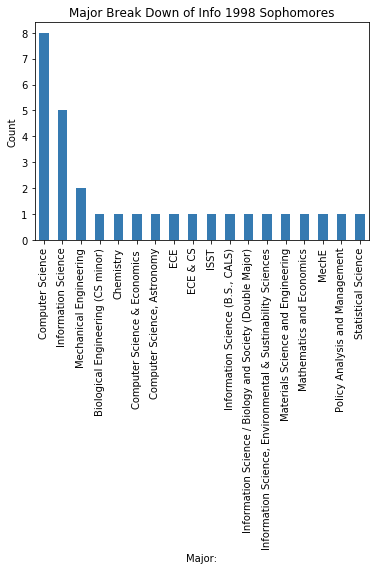 Major Break Down of Info 1998 Sophomores
8
7
6
5
4
3
2
1
0
Count
Computer Science
Information Science
Mechanical Engineering
Biological Engineering (CS minor)
Chemistry
Computer Science & Economics
Computer Science, Astronomy
ECE
ECE & CS
ISST
Information Science (B.S., CALS)
Information Science / Biology and Society (Double Major)
Information Science, Environmental & Sustinability Sciences
Materials Science and Engineering
Mathematics and Economics
MechE
Policy Analysis and Management
Statistical Science
Major: